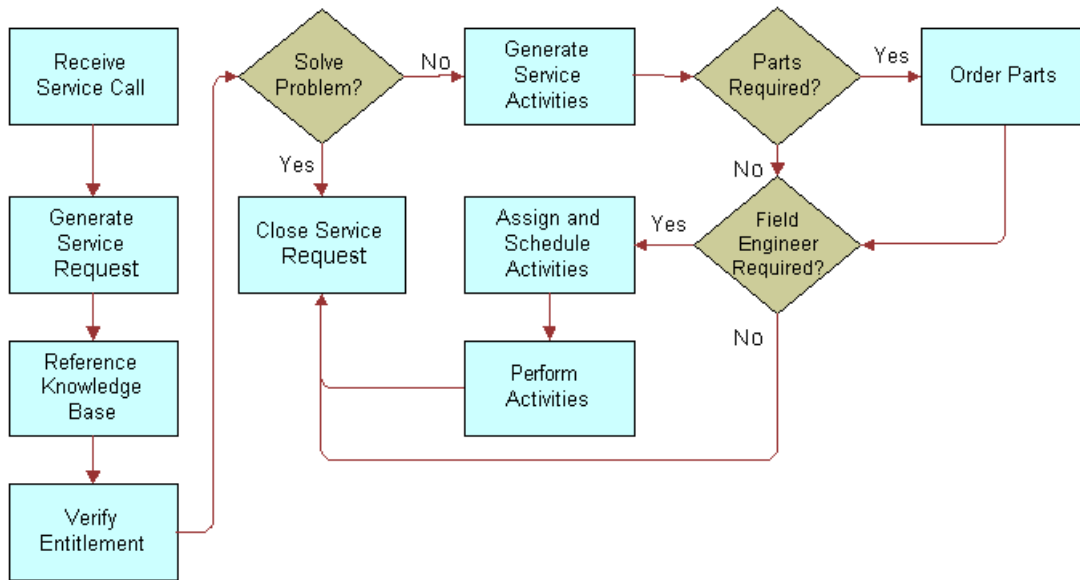 Receive
Service Call
Generate
Service
Request
Reference
Knowledge
Base
Verify
Entitlement
Solve
Problem?
No
Yes
Close Service
Request
Generate
Service
Activities
Parts
Required?
Yes
No
Order Parts
Field
Engineer
Required?
Yes
No
Assign and
Schedule
Activities
Perform
Activities